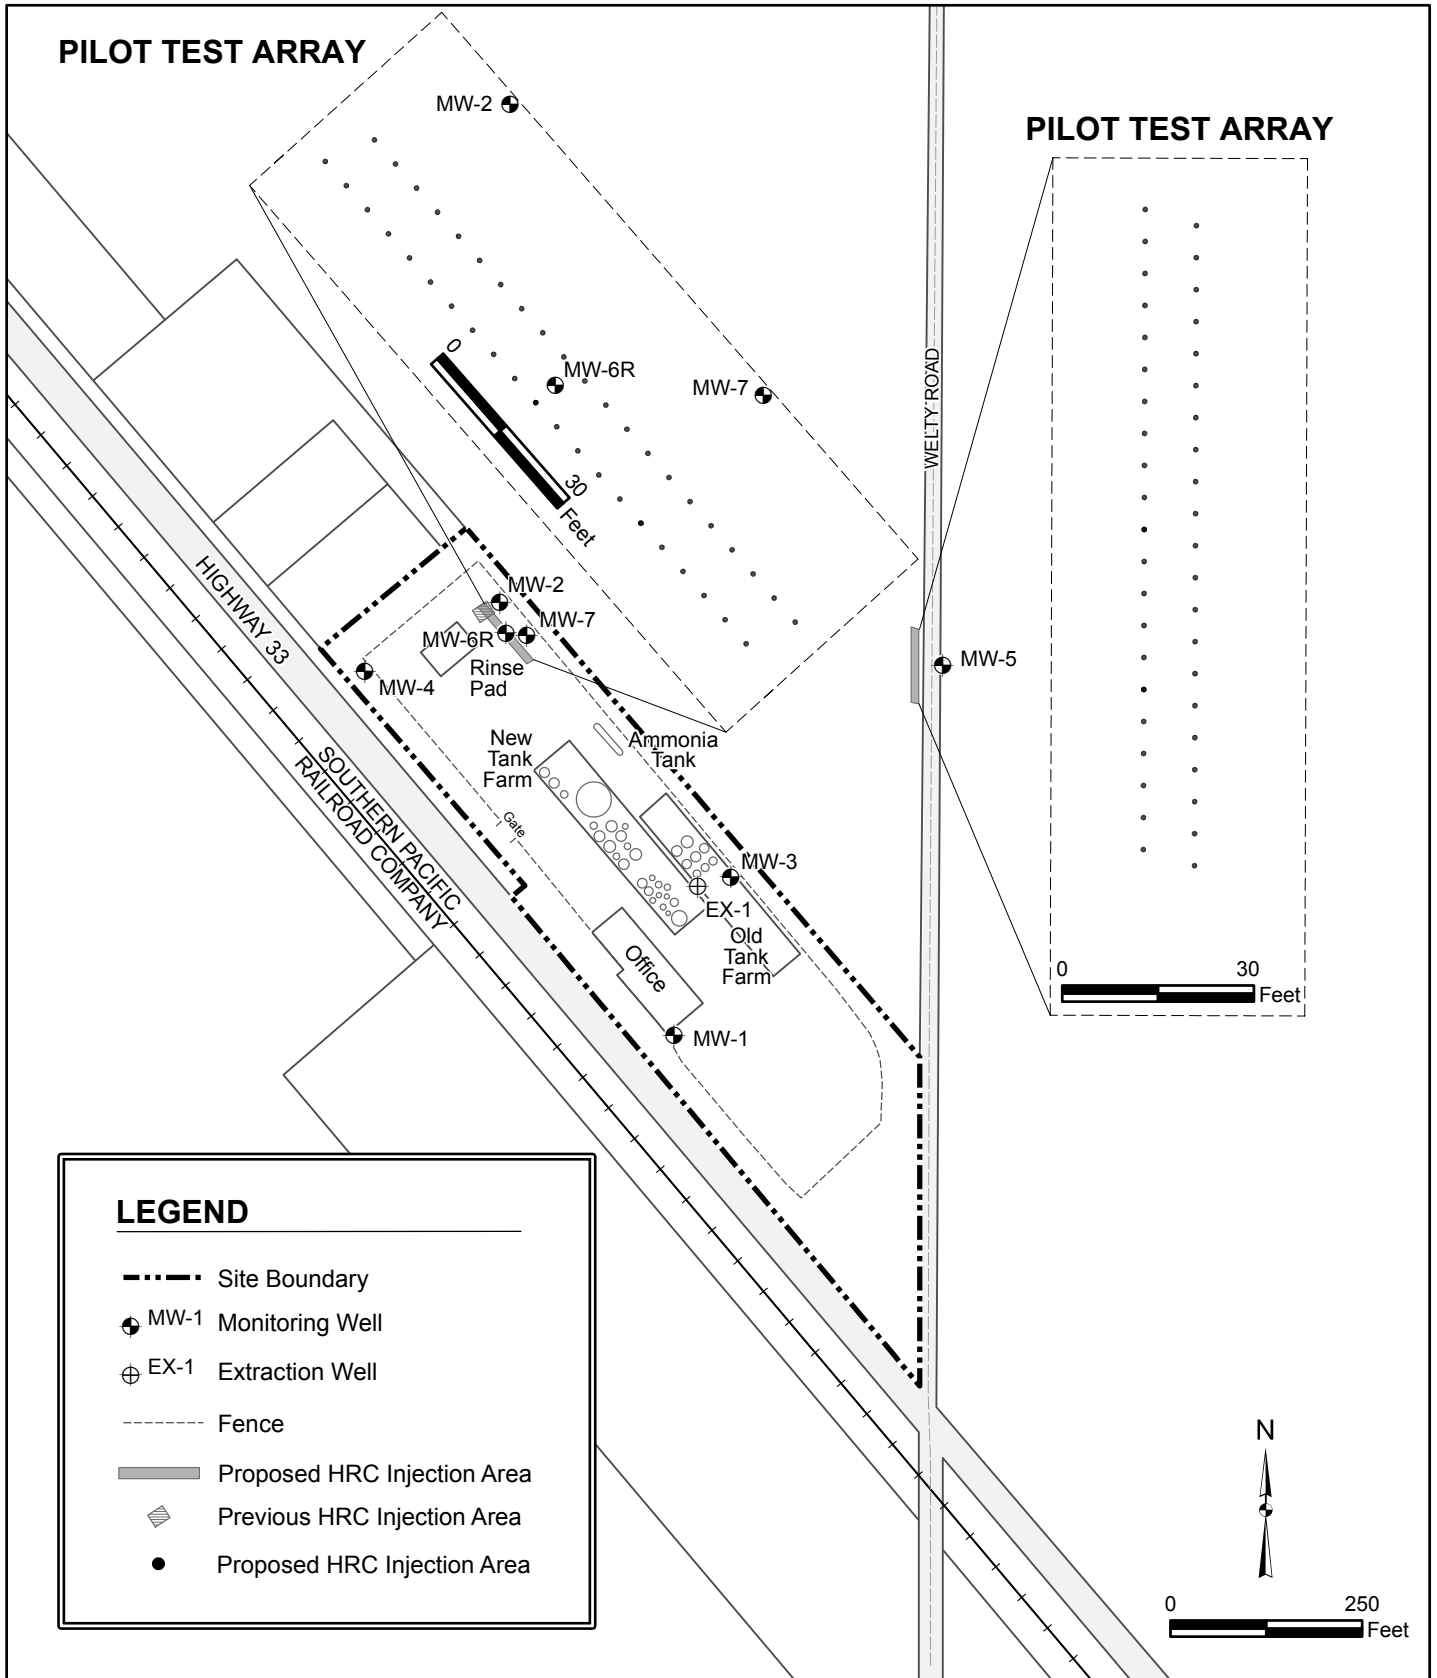 PILOT TEST ARRAY
MW-2
PILOT TEST ARRAY
0
MW-6R
MW-7
30
Feet
WELTY ROAD
HIGHWAY 33
SOUTHERN PACIFIC
RAILROAD COMPANY
MW-2
MW-7
MW-6R
Rinse
Pad
MW-4
MW-5
New
Tank
Farm
Ammonia
Tank
Gate
MW-3
EX-1
Old
Tank
Farm
Office
MW-1
0 30
Feet
LEGEND
Site Boundary
MW-1 Monitoring Well
EX-1 Extraction Well
Fence
Proposed HRC Injection Area
Previous HRC Injection Area
Proposed HRC Injection Area
N
0 250
Feet